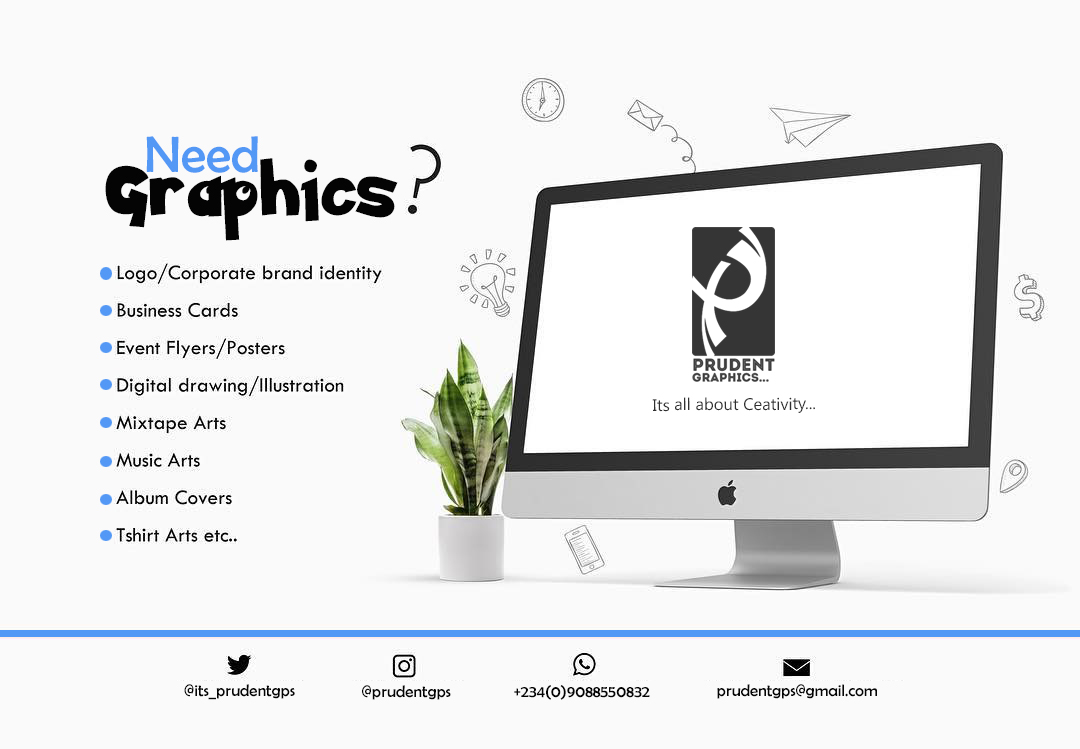 Need
Graphics?
Logo/Corporate brand identity
Business Cards
Event Flyers/Posters
Digital drawing/Illustration
Mixtape Arts
Music Arts
Album Covers
Tshirt Arts etc..
PRUDENT
GRAPHICS...
Its all about Ceativity...
@its_prudentgps
@prudentgps
+234(0)9088550832
prudentgps@gmail.com